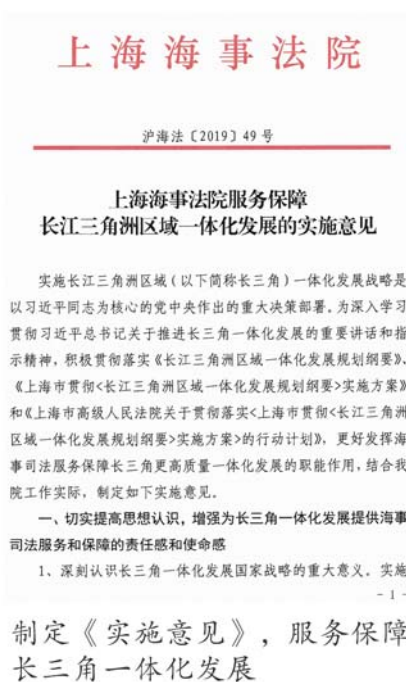 上海海事法院
沪海法〔2019〕49号
上海海事法院服务保障
长江三角洲区域一体化发展的实施意见
实施长江三角洲区域(以下简称长三角)一体化发展战略是
以习近平同志为核心的党中央作出的重大决策部署。为深入学习
贯彻习近平总书记关于推进长三角一体化发展的重要讲话和指
示精神，积极贯彻落实《长江三角洲区域一体化发展规划纲要》、
《上海市贯彻<长江三角洲区域一体化发展规划纲要>实施方案》
和《上海市高级人民法院关于贯彻落实<上海市贯彻<长江三角洲
区域一体化发展规划纲要>实施方案>的行动计划》，更好发挥海
事司法服务保障长三角更高质量一体化发展的职能作用，结合我
院工作实际，制定如下实施意见。
一、切实提高思想认识，增强为长三角一体化发展提供海事
司法服务和保障的责任感和使命感
1、深刻认识长三角一体化发展国家战略的重大意义。实施
- 1 -
制定《实施意见》，服务保障
长三角一体化发展